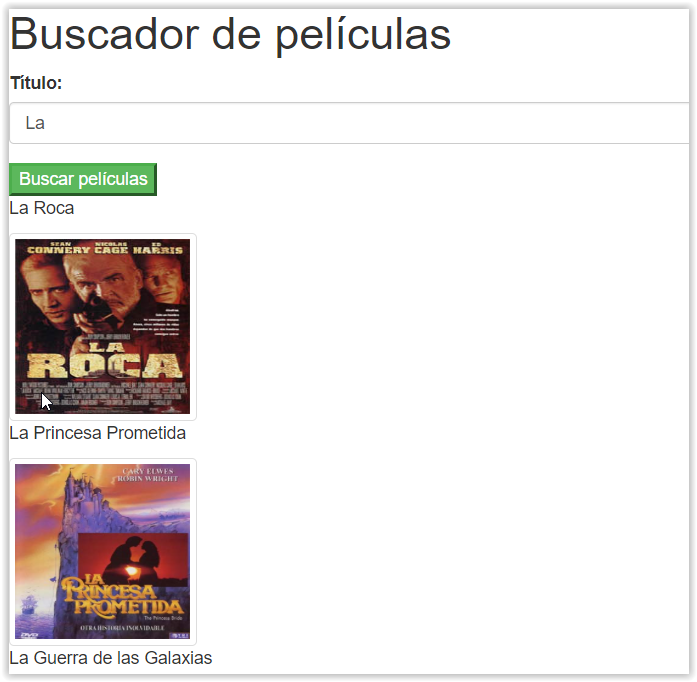 Buscador de películas
Título:
La
Buscar películas
La Roca
SEAN NICOLAS ED
CONNERY CAGE HARRIS
LA
ROCA
La Princesa Prometida
CARY ELWES
ROBIN WRIGHT
LA
PRINCESA
PROMETIDA
The Princess Bride
OTRA HISTORIA INOLVIDABLE
DVD
La Guerra de las Galaxias